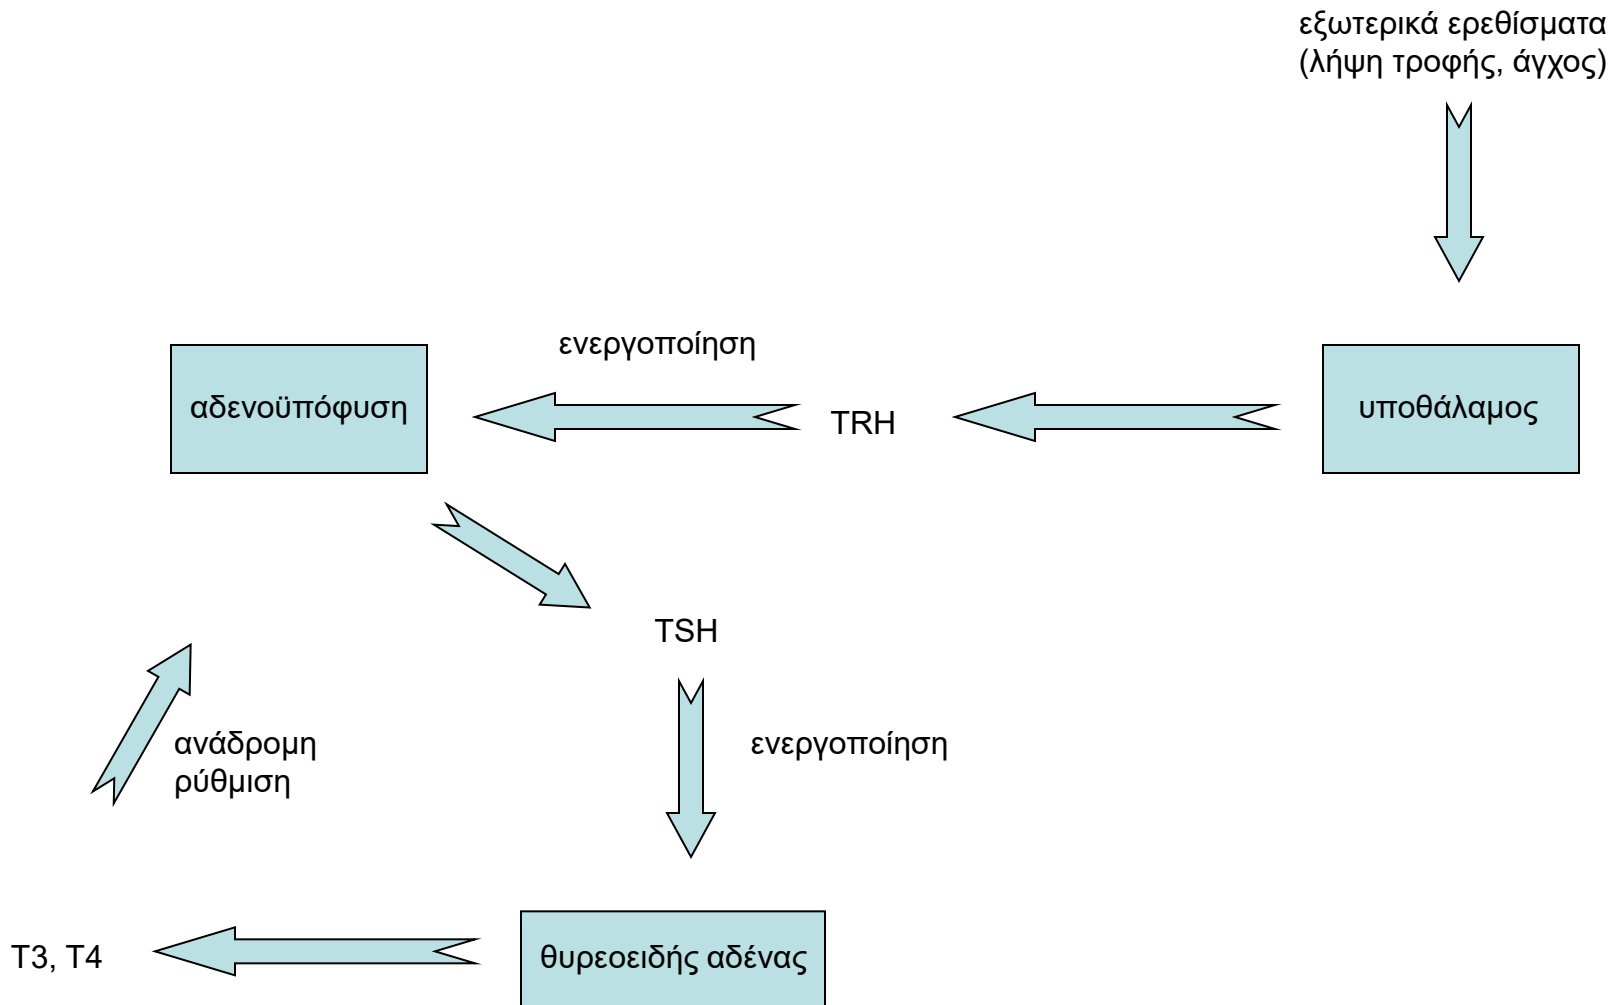 εξωτερικά ερεθίσματα
(λήψη τροφής, άγχος)
ενεργοποίηση
αδενοϋπόφυση
TRH
υποθάλαμος
TSH
ανάδρομη
ρύθμιση
ενεργοποίηση
T3, T4
θυρεοειδής αδένας